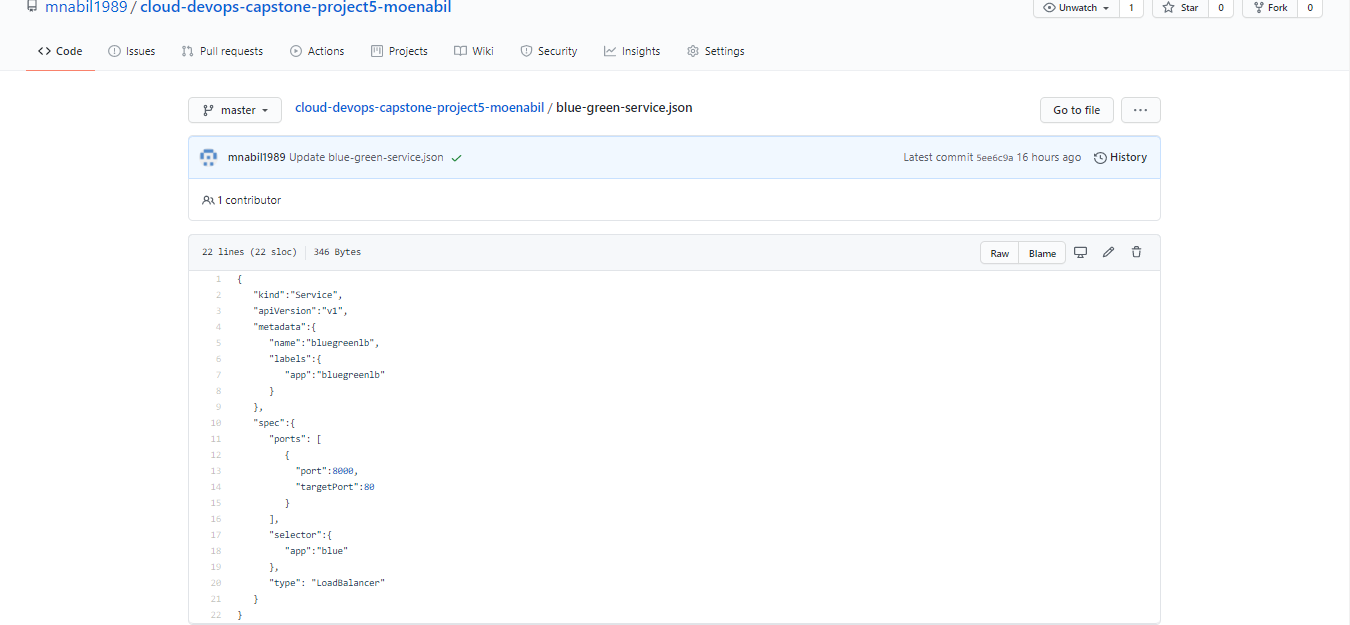 mnabil1989 / cloud-devops-capstone-project5-moenabil
Unwatch 1 Star 0 Fork 0
Code Issues Pull requests Actions Projects Wiki Security Insights Settings
master cloud-devops-capstone-project5-moenabil / blue-green-service.json Go to file ...
mnabil1989 Update blue-green-service.json Latest commit 5ee6c9a 16 hours ago History
1 contributor
22 lines (22 sloc) 346 Bytes Raw Blame
1 {
2 "kind":"Service",
3 "apiVersion":"v1",
4 "metadata":{
5 "name":"bluegreenlb",
6 "labels":{
7 "app":"bluegreenlb"
8 }
9 },
10 "spec":{
11 "ports": [
12 {
13 "port":8000,
14 "targetPort":80
15 }
16 ],
17 "selector":{
18 "app":"blue"
19 },
20 "type": "LoadBalancer"
21 }
22 }